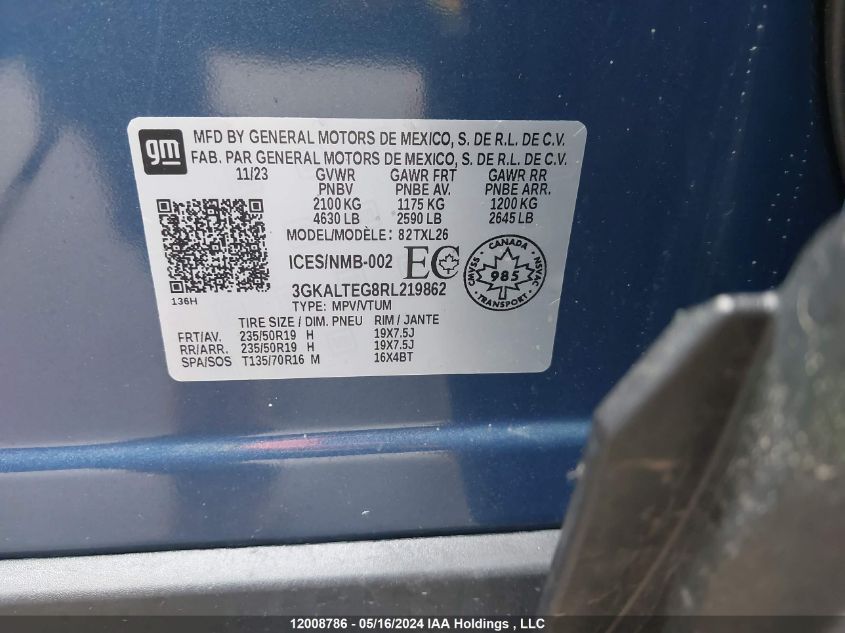 gm
MFD BY GENERAL MOTORS DE MEXICO, S. DE R.L. DE C.V.
FAB. PAR GENERAL MOTORS DE MEXICO, S. DE R.L. DE C.V.
11/23 GVWR GAWR FRT GAWR RR
PNBV PNBE AV. PNBE ARR.
2100 KG 1175 KG 1200 KG
4630 LB 2590 LB 2645 LB
MODEL/MODÈLE: 82TXL26
ICES/NMB-002 EC
CANADA
CMVSS 985 NSVAC
TRANSPORT
3GKALTEG8RL219862
136H
TYPE: MPV/VTUM
TIRE SIZE / DIM. PNEU RIM / JANTE
FRT/AV. 235/50R19 H 19X7.5J
RR/ARR. 235/50R19 H 19X7.5J
SPA/SOS T135/70R16 M 16X4BT
12008786 - 05/16/2024 IAA Holdings , LLC